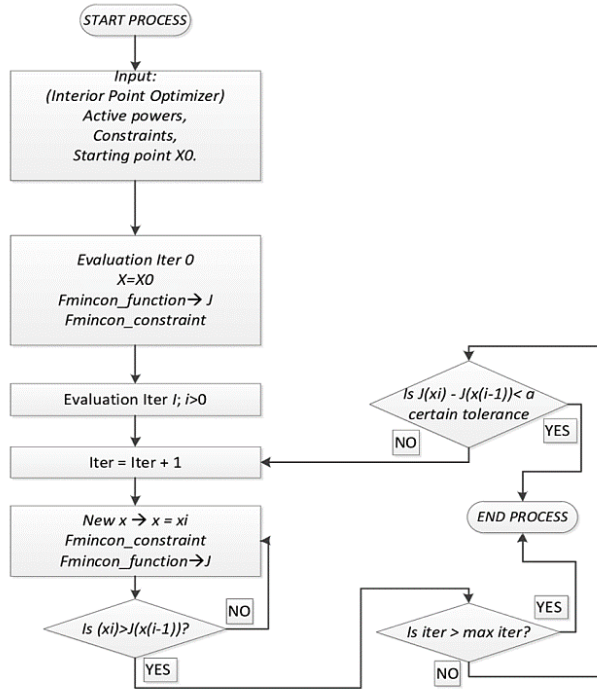 START PROCESS
Input:
(Interior Point Optimizer)
Active powers,
Constraints,
Starting point X0.
Evaluation Iter 0
X=X0
Fmincon_function→ J
Fmincon_constraint
Evaluation Iter I; i>0
Iter = Iter + 1
New x → x = xi
Fmincon_constraint
Fmincon_function→J
Is (xi)>J(x(i-1))?
NO
YES
Is J(xi) - J(x(i-1))< a
certain tolerance
NO
YES
END PROCESS
Is iter > max iter?
YES
NO